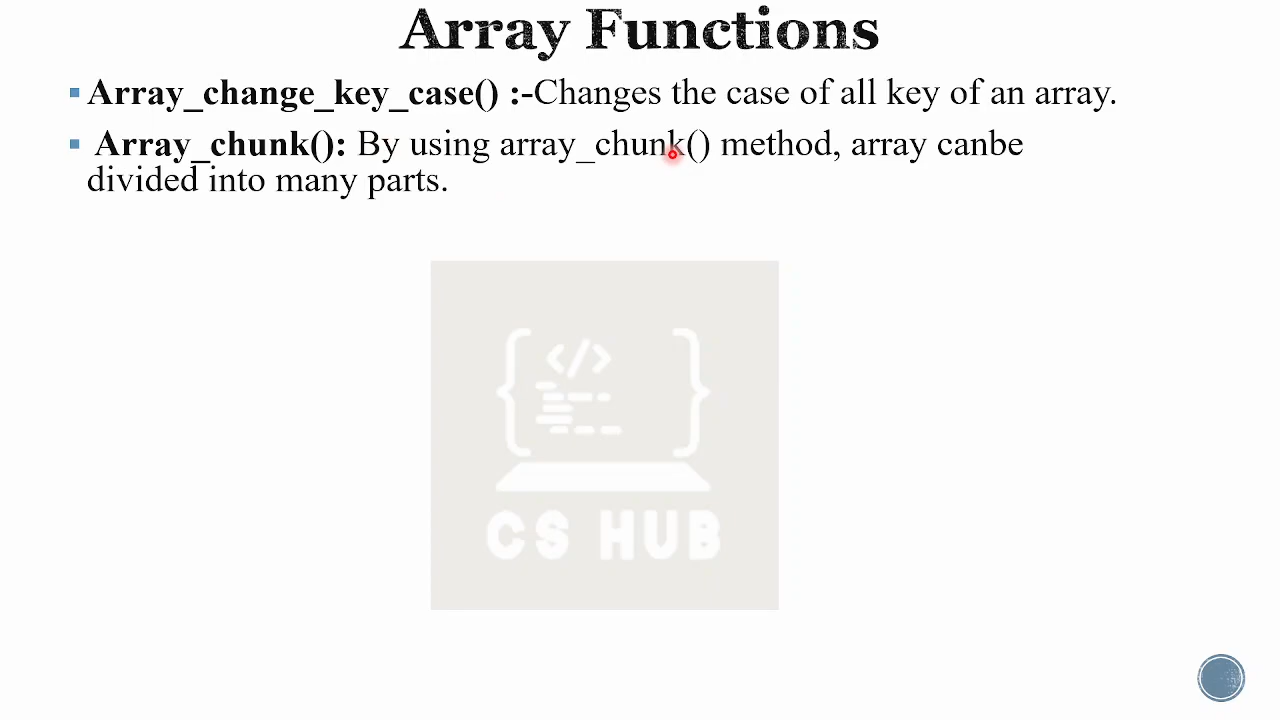 Array Functions
Array_change_key_case() :-Changes the case of all key of an array.
Array_chunk(): By using array_chunk() method, array canbe
divided into many parts.
</>
CS HUB